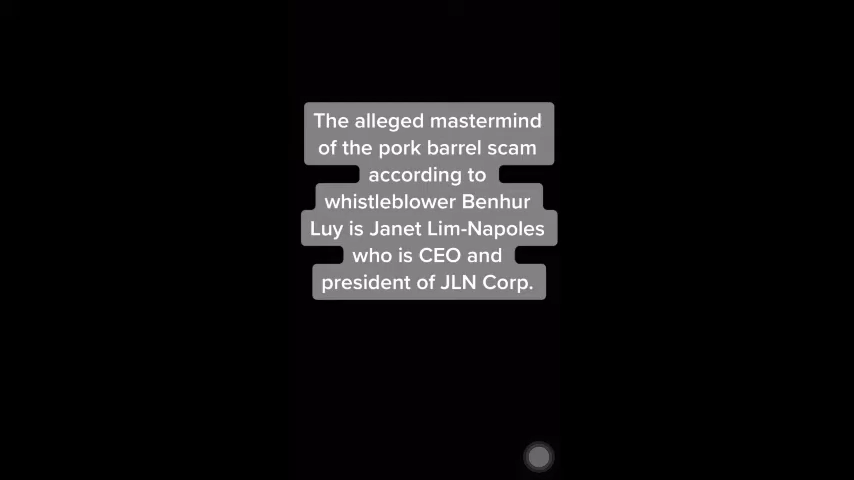 The alleged mastermind
of the pork barrel scam
according to
whistleblower Benhur
Luy is Janet Lim-Napoles
who is CEO and
president of JLN Corp.